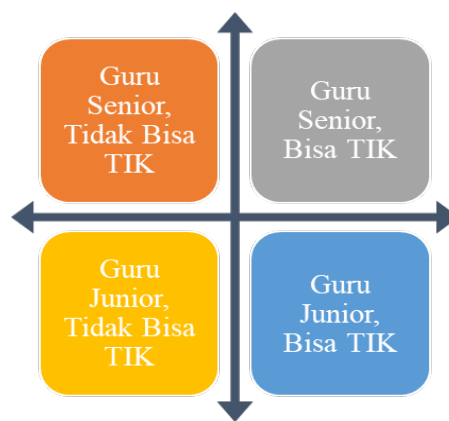 Guru
Senior,
Tidak Bisa
TIK
Guru
Senior,
Bisa TIK
Guru
Junior,
Tidak Bisa
TIK
Guru
Junior,
Bisa TIK